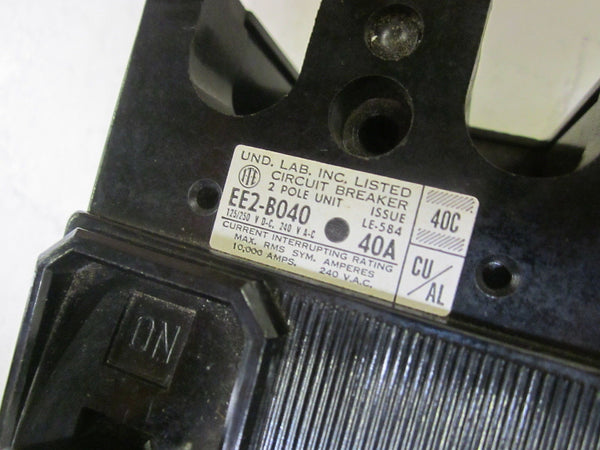 UND. LAB. INC. LISTED
CIRCUIT BREAKER
2 POLE UNIT
ITE
EE2-B040
ISSUE
LE-584
125/250 V D-C. 240 V A-C
40A
CURRENT INTERRUPTING RATING
MAX. RMS SYM. AMPERES
10,000 AMPS. 240 V.A.C.
40C
CU/AL
ON